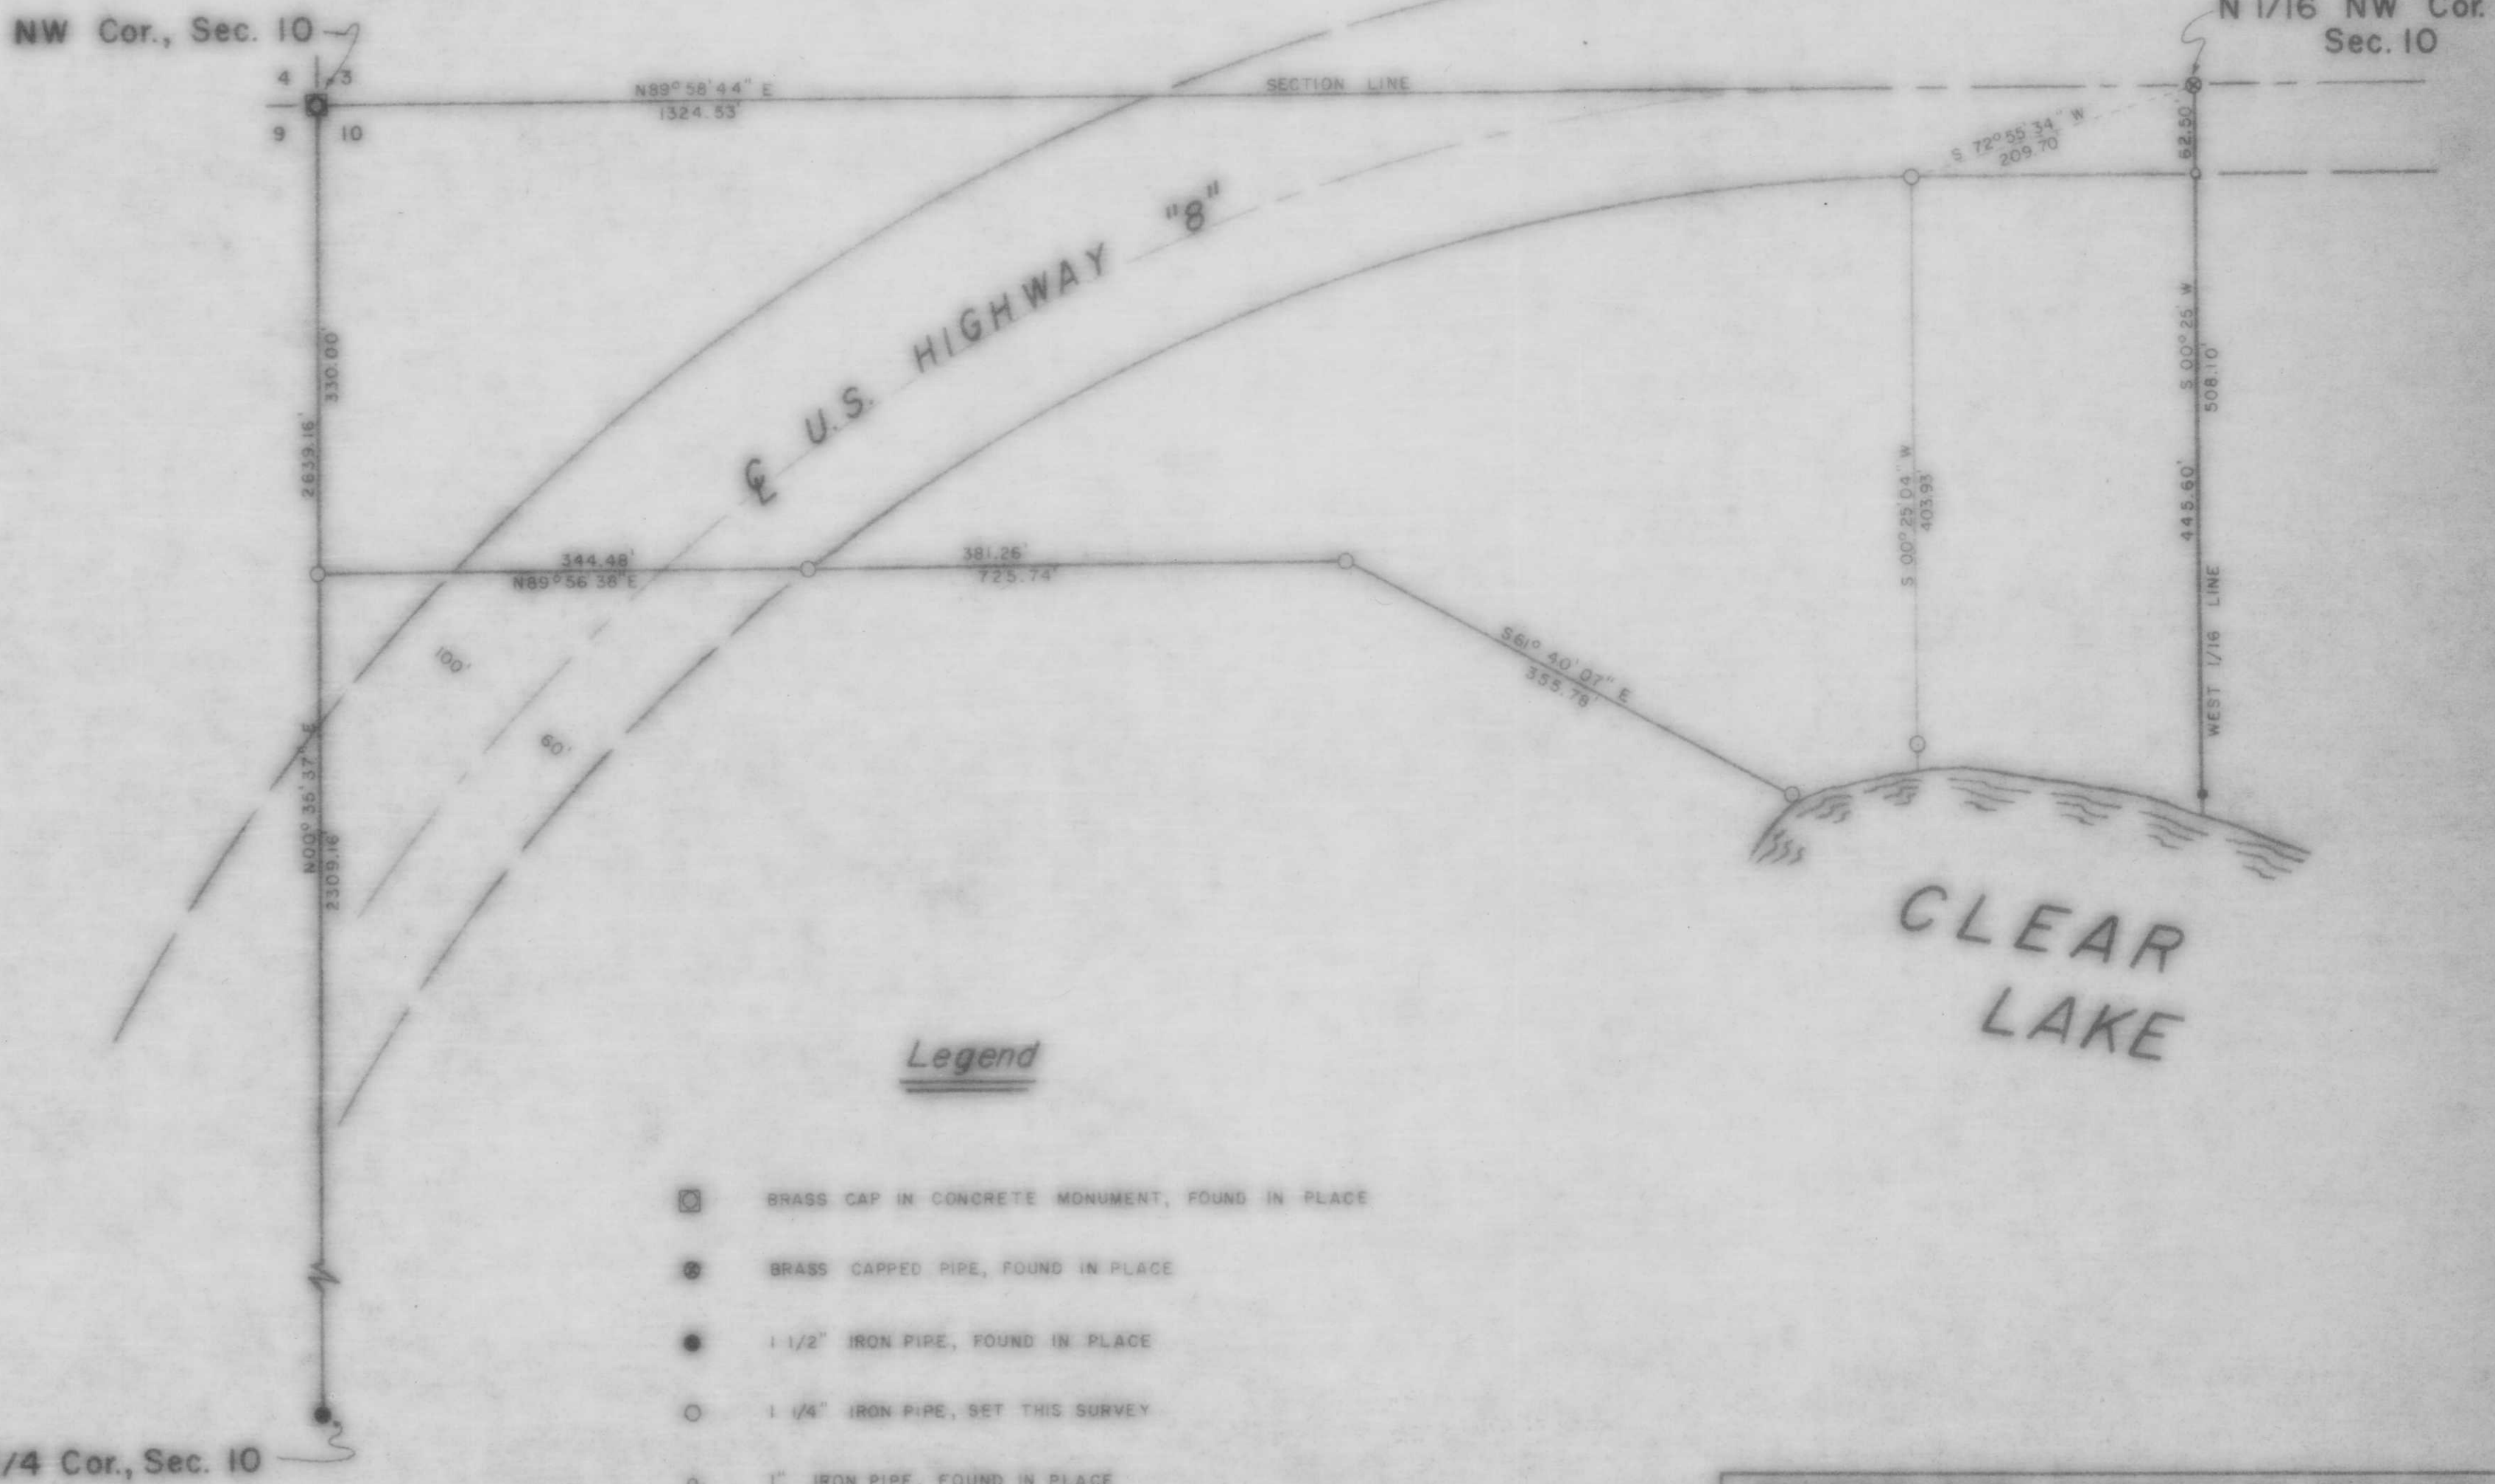 NW Cor., Sec. 10
N 1/16 NW Cor.
Sec. 10
4 3
9 10
N89° 58' 44" E
1324.53'
SECTION LINE
S 72° 55' 34" W
209.70
62.50'
"8"
U.S. HIGHWAY
330.00'
2639.16'
S 00° 25' W
508.10'
445.60'
S 00° 25' 04" W
403.93'
344.48'
N89° 56' 38" E
381.26'
725.74'
WEST 1/16 LINE
S 61° 40' 07" E
355.78'
100'
60'
N00° 35' 37" E
2309.16'
CLEAR
LAKE
Legend
BRASS CAP IN CONCRETE MONUMENT, FOUND IN PLACE
BRASS CAPPED PIPE, FOUND IN PLACE
1 1/2" IRON PIPE, FOUND IN PLACE
1 1/4" IRON PIPE, SET THIS SURVEY
1" IRON PIPE, FOUND IN PLACE
/4 Cor., Sec. 10